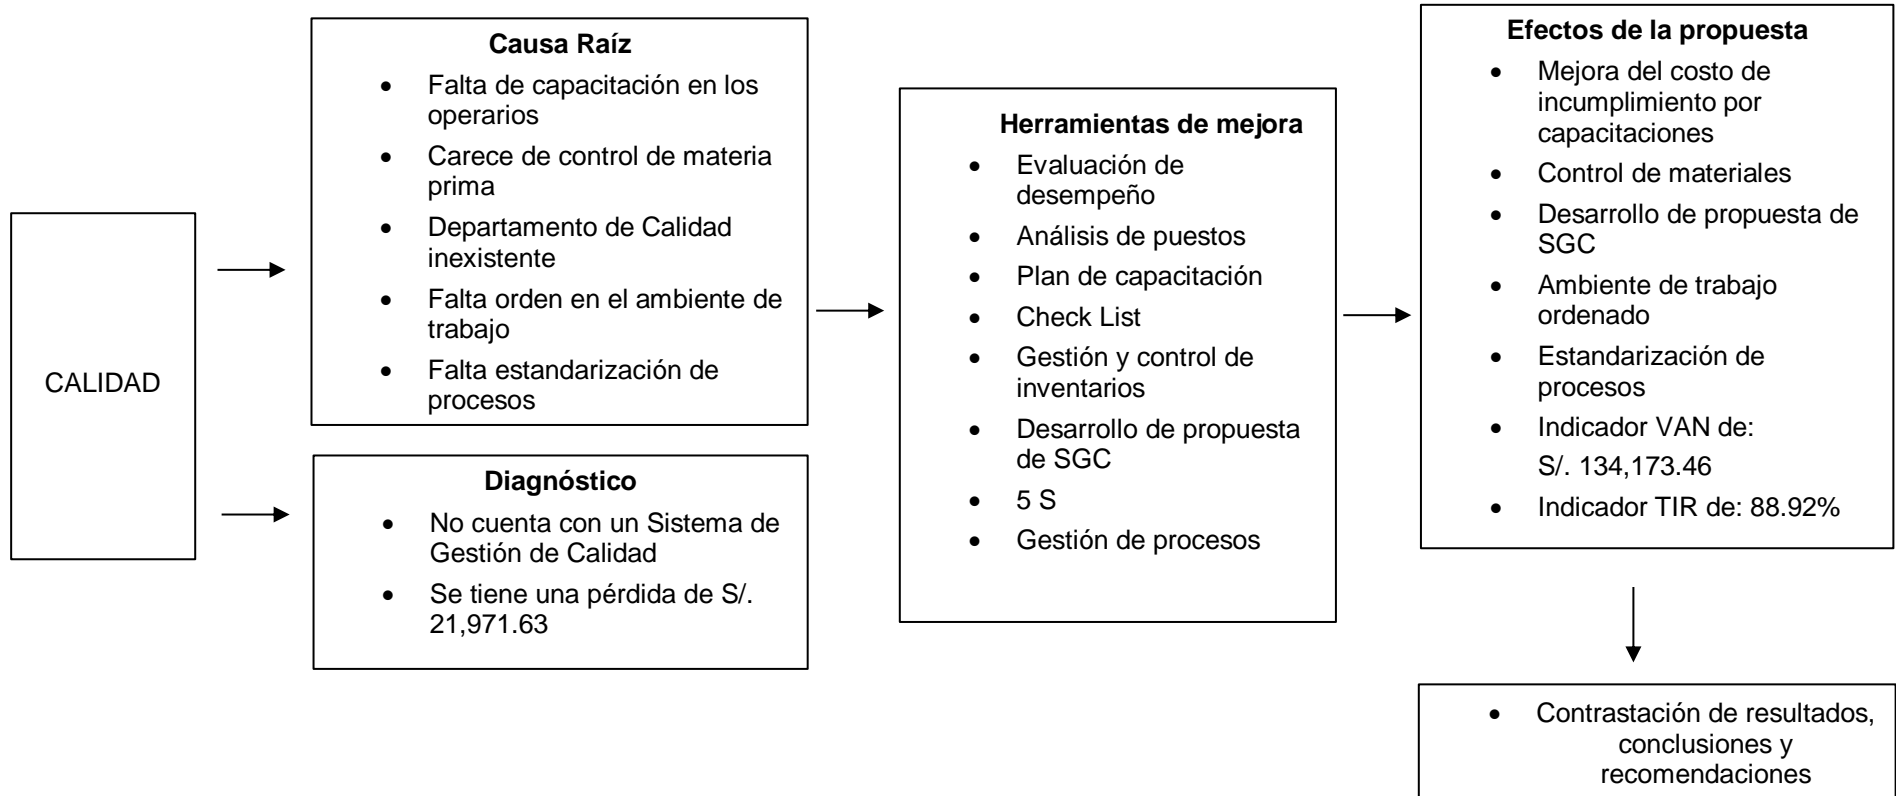 CALIDAD
Causa Raíz
• Falta de capacitación en los
operarios
• Carece de control de materia
prima
• Departamento de Calidad
inexistente
• Falta orden en el ambiente de
trabajo
• Falta estandarización de
procesos
Diagnóstico
• No cuenta con un Sistema de
Gestión de Calidad
• Se tiene una pérdida de S/.
21,971.63
Herramientas de mejora
• Evaluación de
desempeño
• Análisis de puestos
• Plan de capacitación
• Check List
• Gestión y control de
inventarios
• Desarrollo de propuesta
de SGC
• 5 S
• Gestión de procesos
Efectos de la propuesta
• Mejora del costo de
incumplimiento por
capacitaciones
• Control de materiales
• Desarrollo de propuesta de
SGC
• Ambiente de trabajo
ordenado
• Estandarización de
procesos
• Indicador VAN de:
S/. 134,173.46
• Indicador TIR de: 88.92%
• Contrastación de resultados,
conclusiones y
recomendaciones